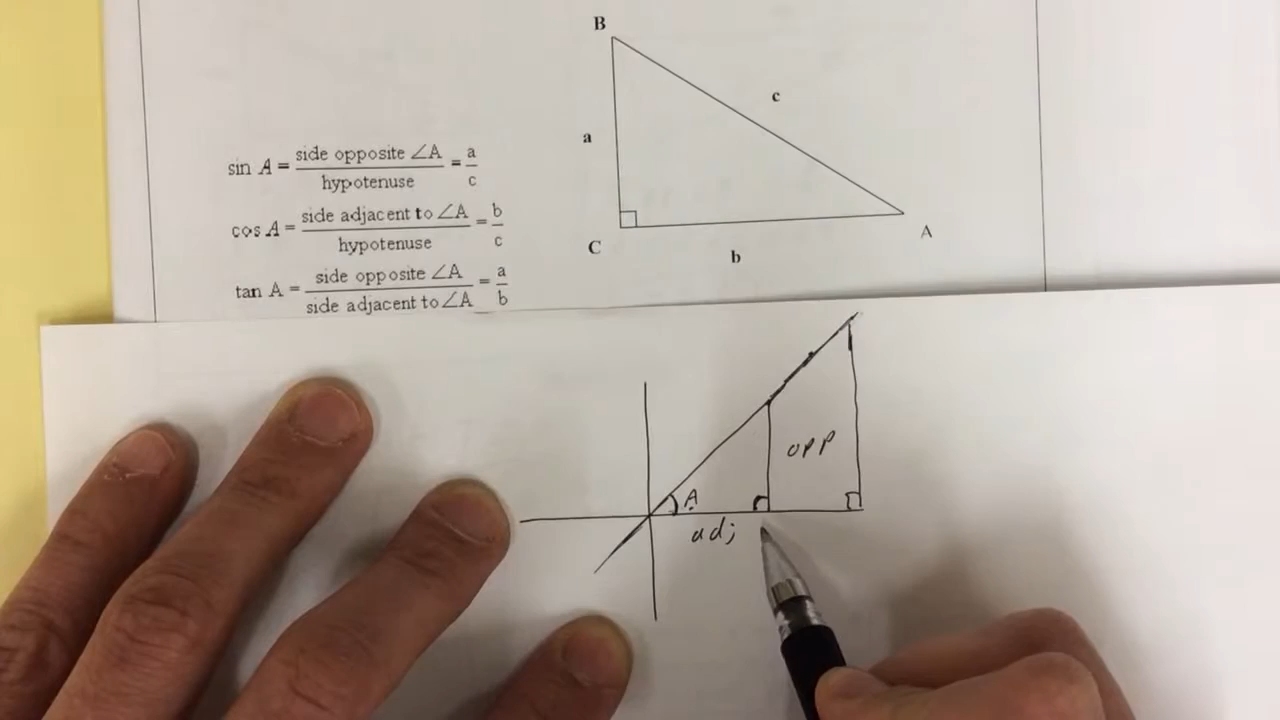 B
c
a
sin A = side opposite ∠A / hypotenuse = a / c
cos A = side adjacent to ∠A / hypotenuse = b / c
C
A
b
tan A = side opposite ∠A / side adjacent to ∠A = a / b
opp
A
adj